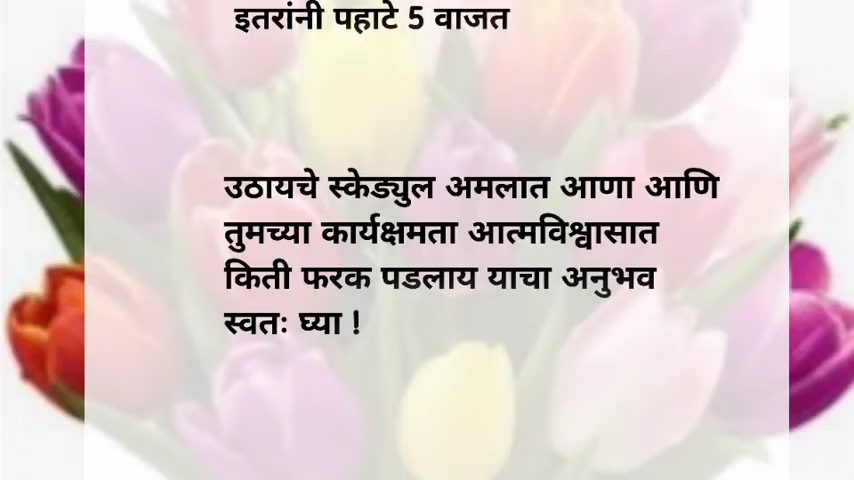 इतरांनी पहाटे 5 वाजत
उठायचे स्केड्युल अमलात आणा आणि
तुमच्या कार्यक्षमता आत्मविश्वासात
किती फरक पडलाय याचा अनुभव
स्वतः घ्या !